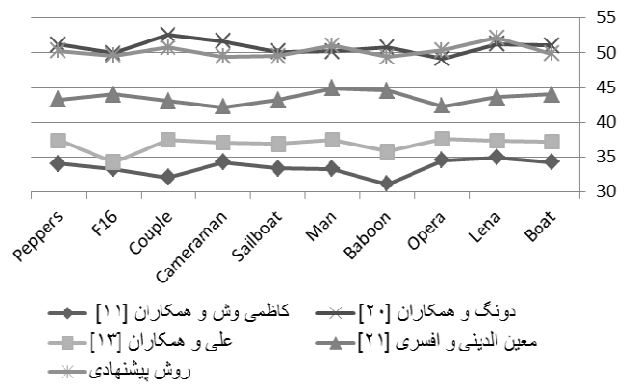 55
50
45
40
35
30
Peppers
F16
Couple
Cameraman
Sailboat
Man
Baboon
Opera
Lena
Boat
کاظمی وش و همکاران [۱۱]
دونگ و همکاران [۲۰]
علی و همکاران [۱۳]
معین الدینی و افسری [۲۱]
روش پیشنهادی